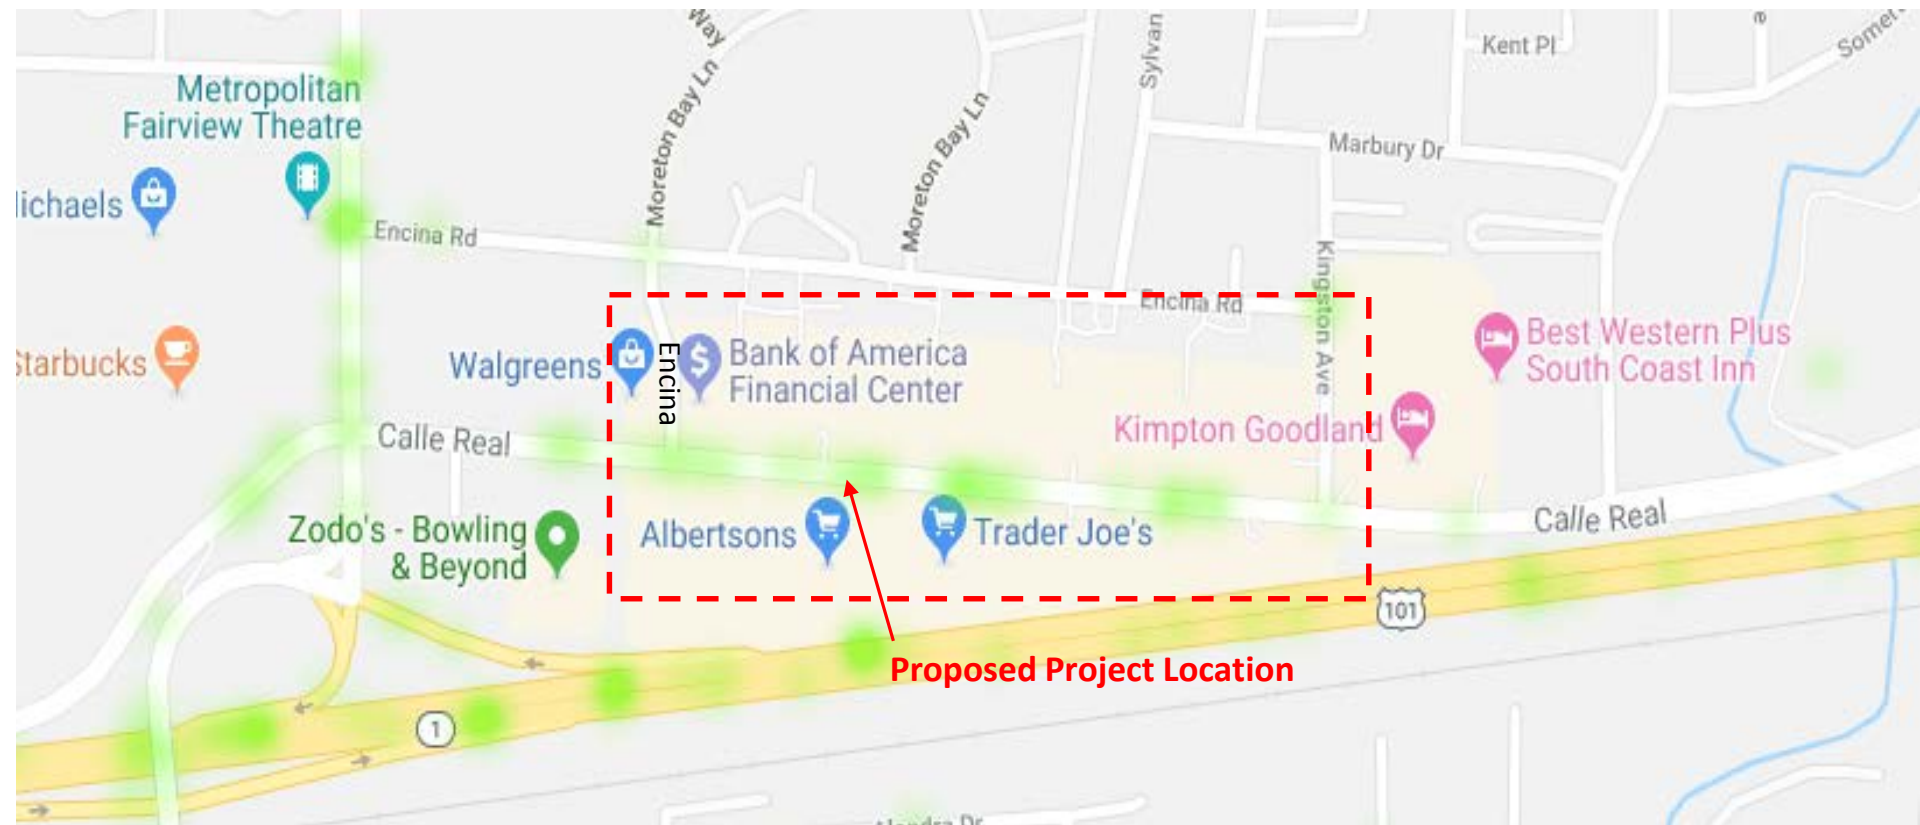 Way
Sylvan
Kent Pl
Metropolitan
Fairview Theatre
Moreton Bay Ln
Moreton Bay Ln
Marbury Dr
ichaels
Encina Rd
Kingston Ave
Encina Rd
Starbucks
Walgreens
Encina
Bank of America
Financial Center
Best Western Plus
South Coast Inn
Kimpton Goodland
Calle Real
Zodo's - Bowling
& Beyond
Albertsons
Trader Joe's
Calle Real
101
Proposed Project Location
1